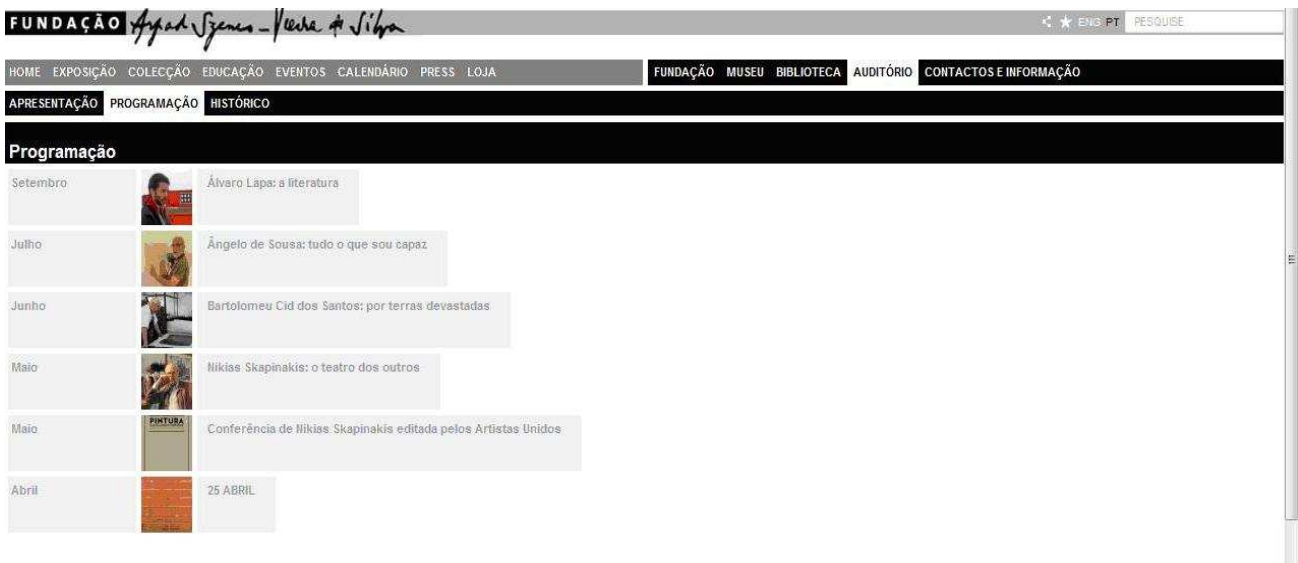 FUNDAÇÃO Arpad Szenes - Vieira da Silva
ENG PT PESQUISE
HOME EXPOSIÇÃO COLECÇÃO EDUCAÇÃO EVENTOS CALENDÁRIO PRESS LOJA FUNDAÇÃO MUSEU BIBLIOTECA AUDITÓRIO CONTACTOS E INFORMAÇÃO
APRESENTAÇÃO PROGRAMAÇÃO HISTÓRICO
Programação
Setembro Álvaro Lapa: a literatura
Julho Ângelo de Sousa: tudo o que sou capaz
Junho Bartolomeu Cid dos Santos: por terras devastadas
Maio Nikias Skapinakis: o teatro dos outros
PINTURA
Maio Conferência de Nikias Skapinakis editada pelos Artistas Unidos
Abril 25 ABRIL